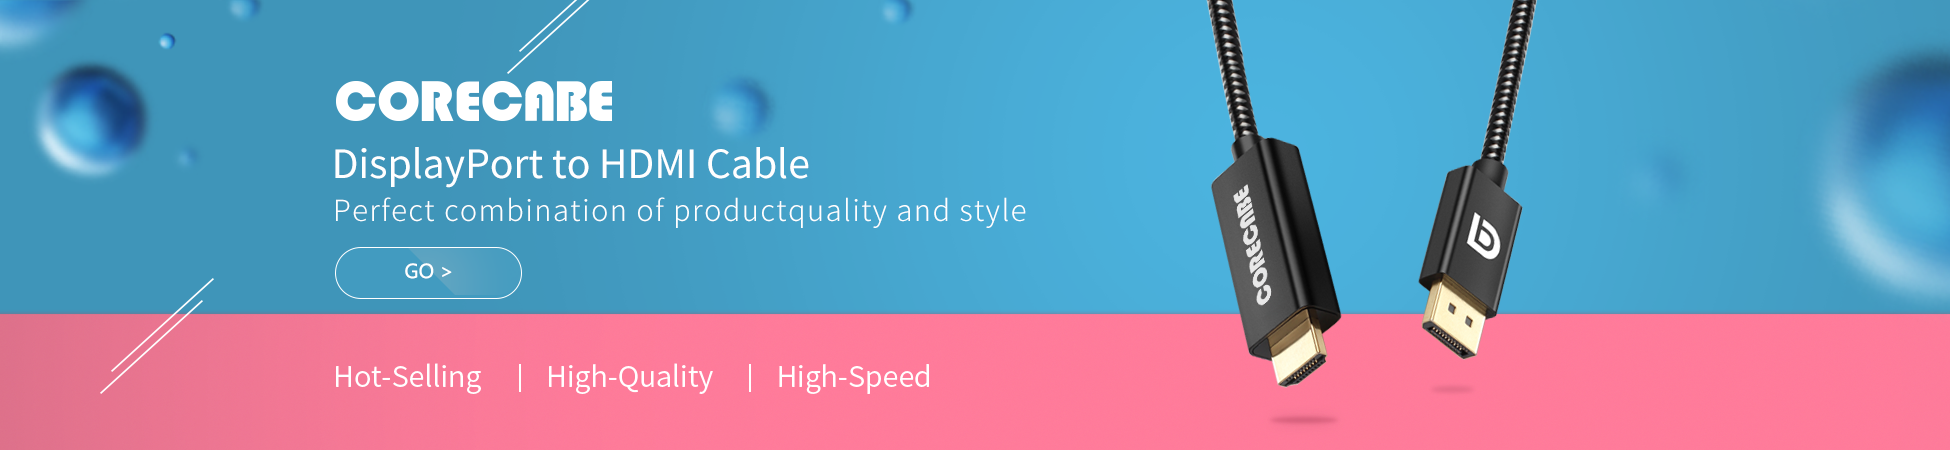 CORECABE
DisplayPort to HDMI Cable
Perfect combination of productquality and style
GO >
Hot-Selling | High-Quality | High-Speed
CORECABE